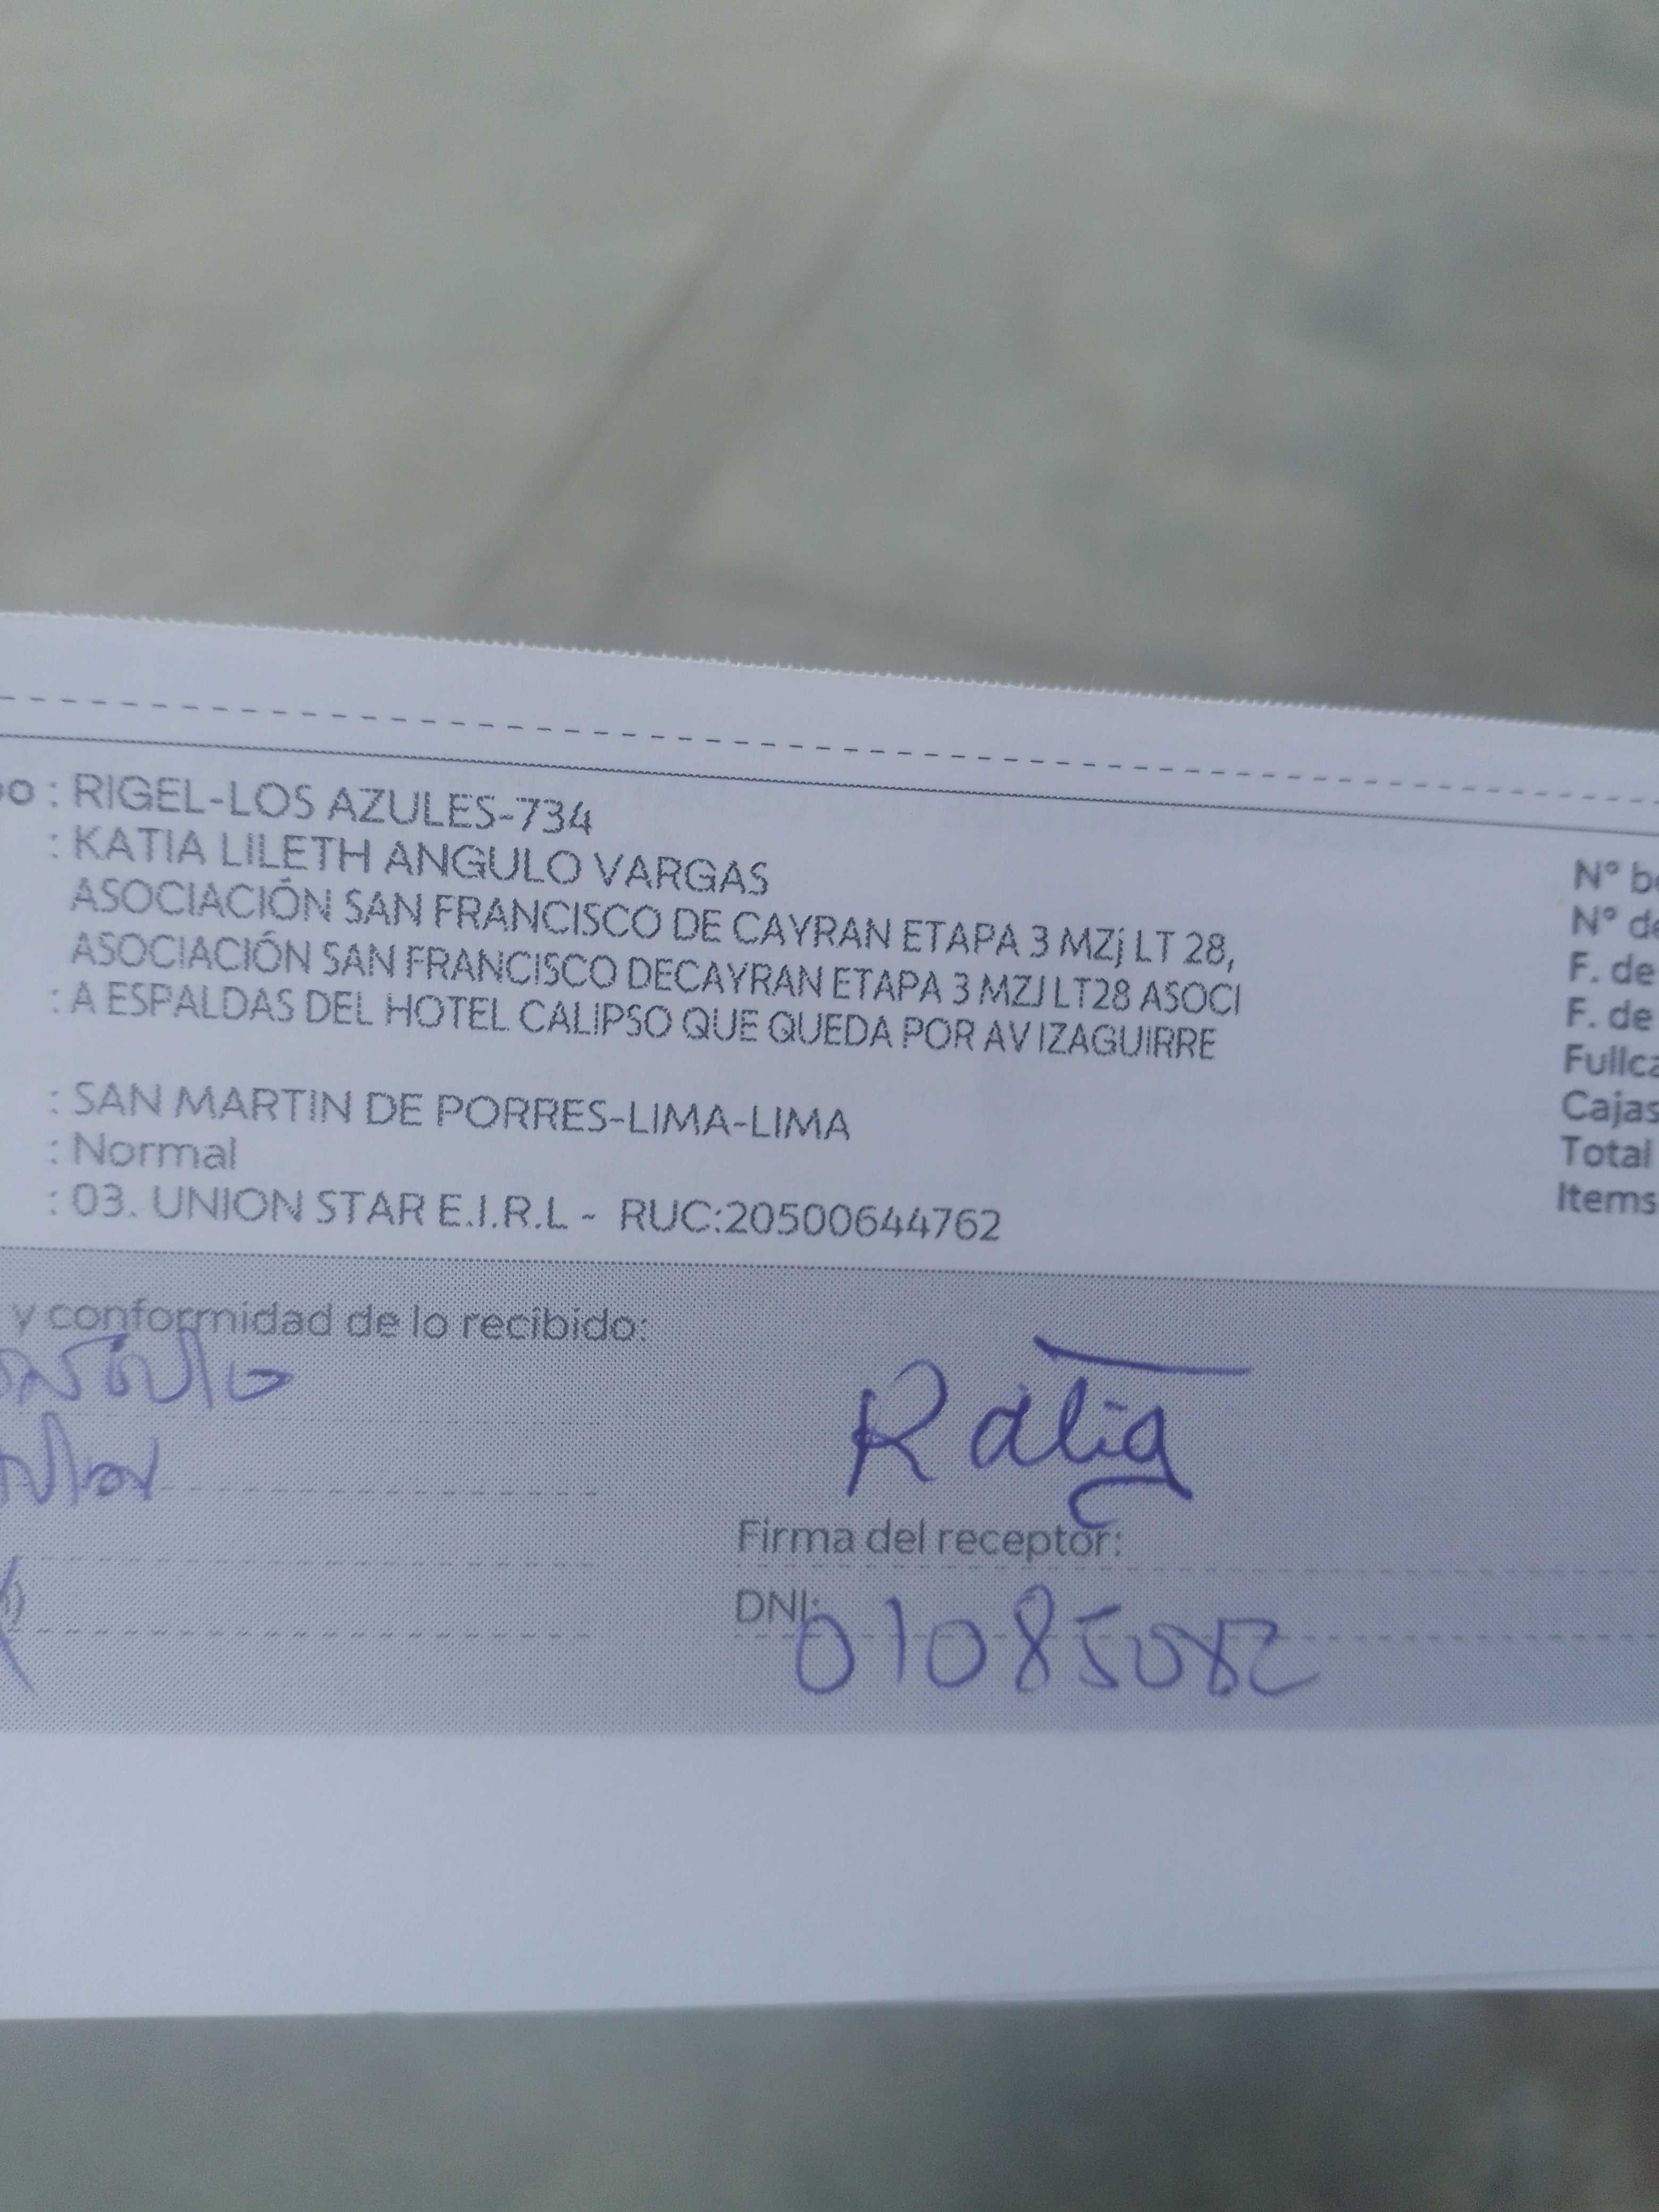 o : RIGEL-LOS AZULES-734
: KATIA LILETH ANGULO VARGAS
ASOCIACIÓN SAN FRANCISCO DE CAYRAN ETAPA 3 MZj LT 28,
ASOCIACIÓN SAN FRANCISCO DECAYRAN ETAPA 3 MZJ LT28 ASOCI
: A ESPALDAS DEL HOTEL CALIPSO QUE QUEDA POR AV IZAGUIRRE
: SAN MARTIN DE PORRES-LIMA-LIMA
: Normal
: 03. UNION STAR E.I.R.L - RUC:20500644762
N° b
N° de
F. de
F. de
Fullca
Cajas
Total
Items
y conformidad de lo recibido:
Katia
Firma del receptor:
DNI: 01085082